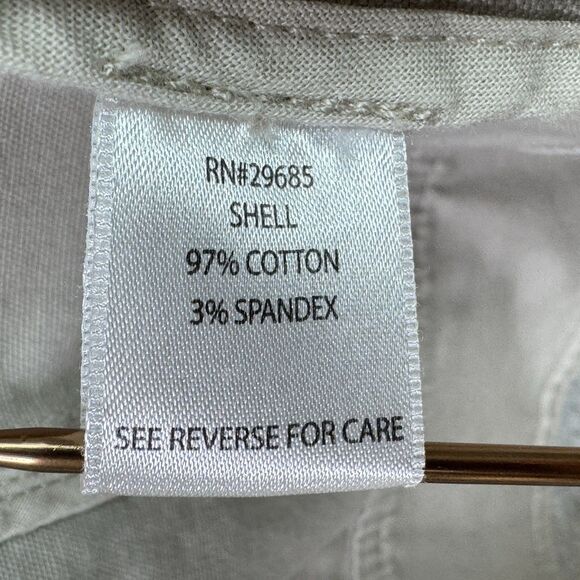 RN#29685
SHELL
97% COTTON
3% SPANDEX
SEE REVERSE FOR CARE